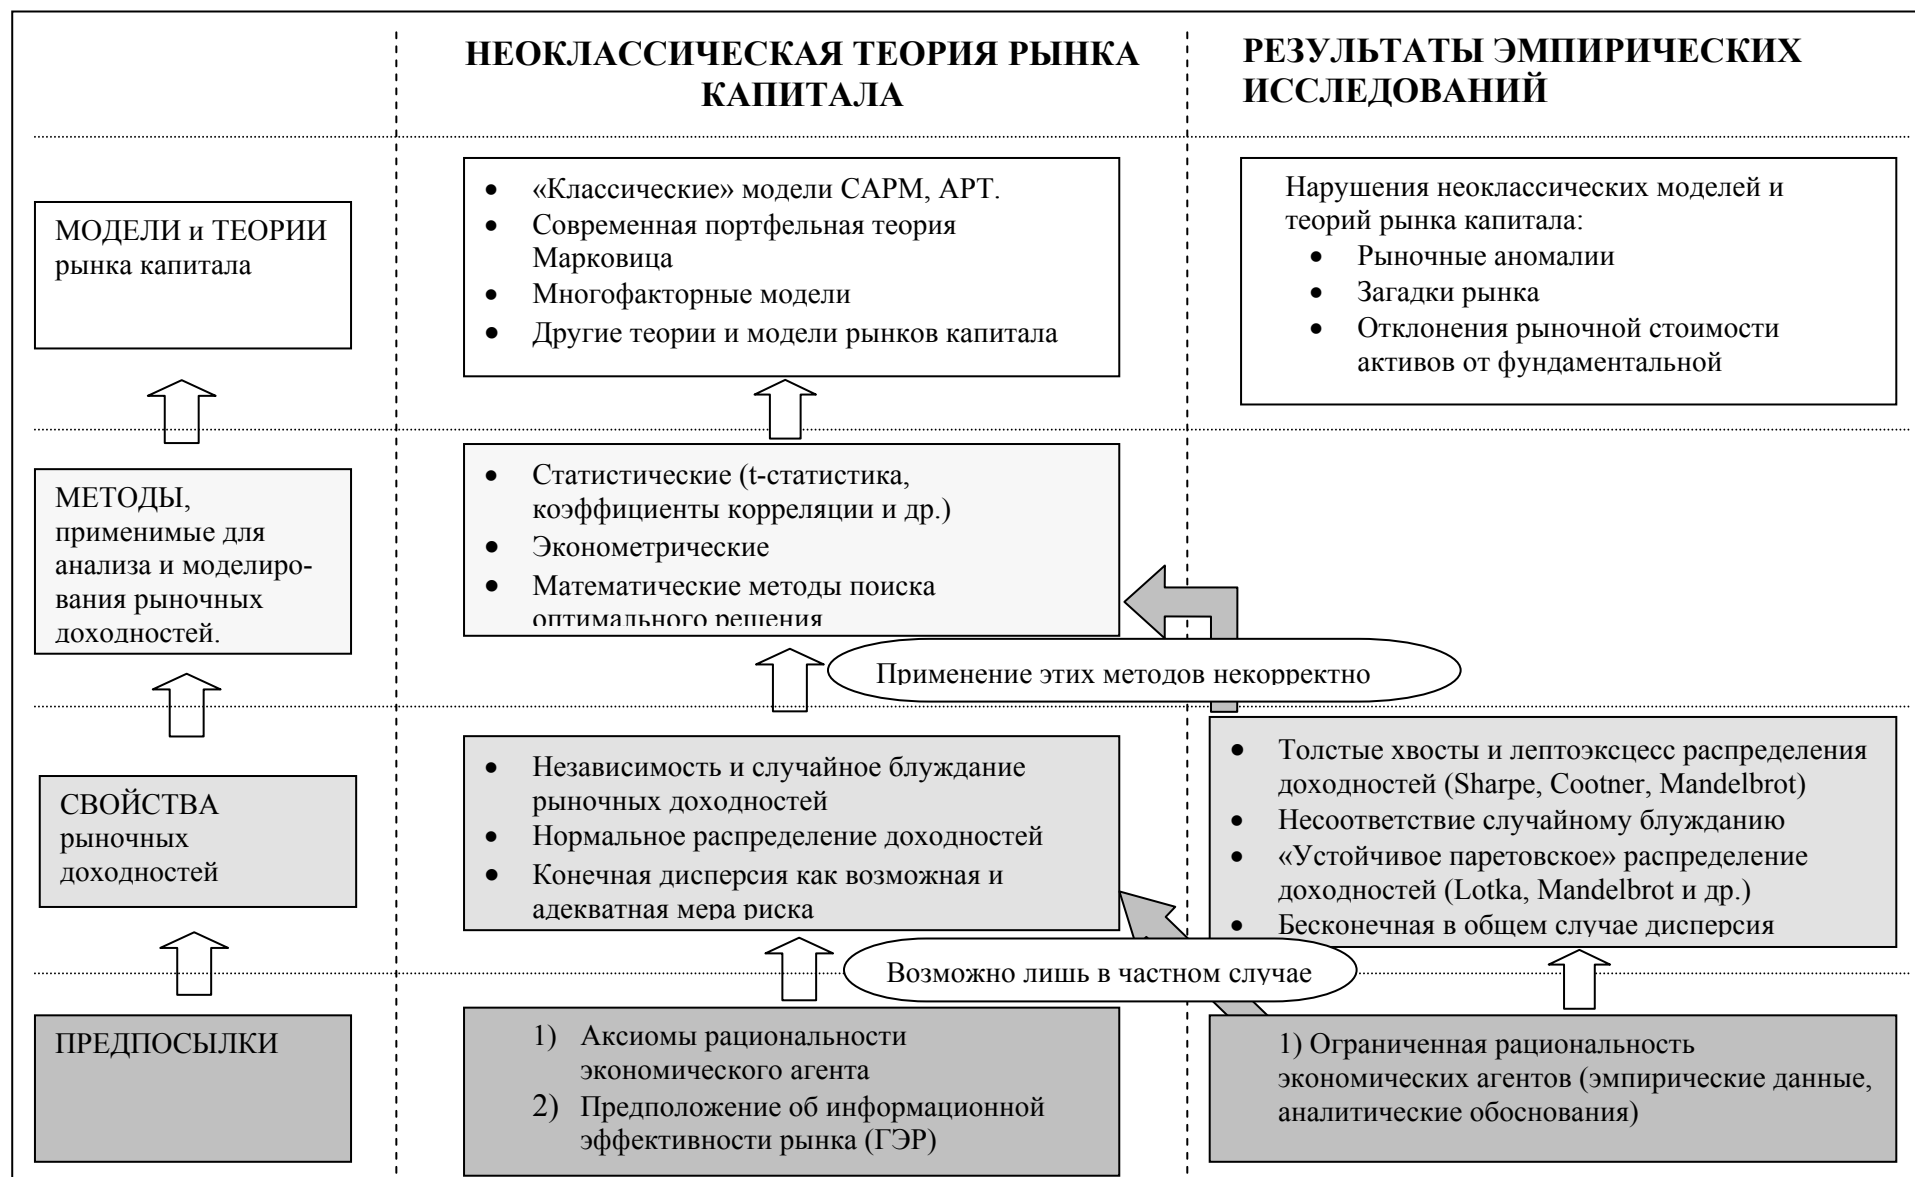 НЕОКЛАССИЧЕСКАЯ ТЕОРИЯ РЫНКА
КАПИТАЛА
РЕЗУЛЬТАТЫ ЭМПИРИЧЕСКИХ
ИССЛЕДОВАНИЙ
МОДЕЛИ и ТЕОРИИ
рынка капитала
• «Классические» модели CAPM, APT.
• Современная портфельная теория
Марковица
• Многофакторные модели
• Другие теории и модели рынков капитала
Нарушения неоклассических моделей и
теорий рынка капитала:
• Рыночные аномалии
• Загадки рынка
• Отклонения рыночной стоимости
активов от фундаментальной
МЕТОДЫ,
применимые для
анализа и моделиро-
вания рыночных
доходностей.
• Статистические (t-статистика,
коэффициенты корреляции и др.)
• Эконометрические
• Математические методы поиска
оптимального решения
Применение этих методов некорректно
СВОЙСТВА
рыночных
доходностей
• Независимость и случайное блуждание
рыночных доходностей
• Нормальное распределение доходностей
• Конечная дисперсия как возможная и
адекватная мера риска
• Толстые хвосты и лептоэксцесс распределения
доходностей (Sharpe, Cootner, Mandelbrot)
• Несоответствие случайному блужданию
• «Устойчивое паретовское» распределение
доходностей (Lotka, Mandelbrot и др.)
• Бесконечная в общем случае дисперсия
Возможно лишь в частном случае
ПРЕДПОСЫЛКИ
1) Аксиомы рациональности
экономического агента
2) Предположение об информационной
эффективности рынка (ГЭР)
1) Ограниченная рациональность
экономических агентов (эмпирические данные,
аналитические обоснования)